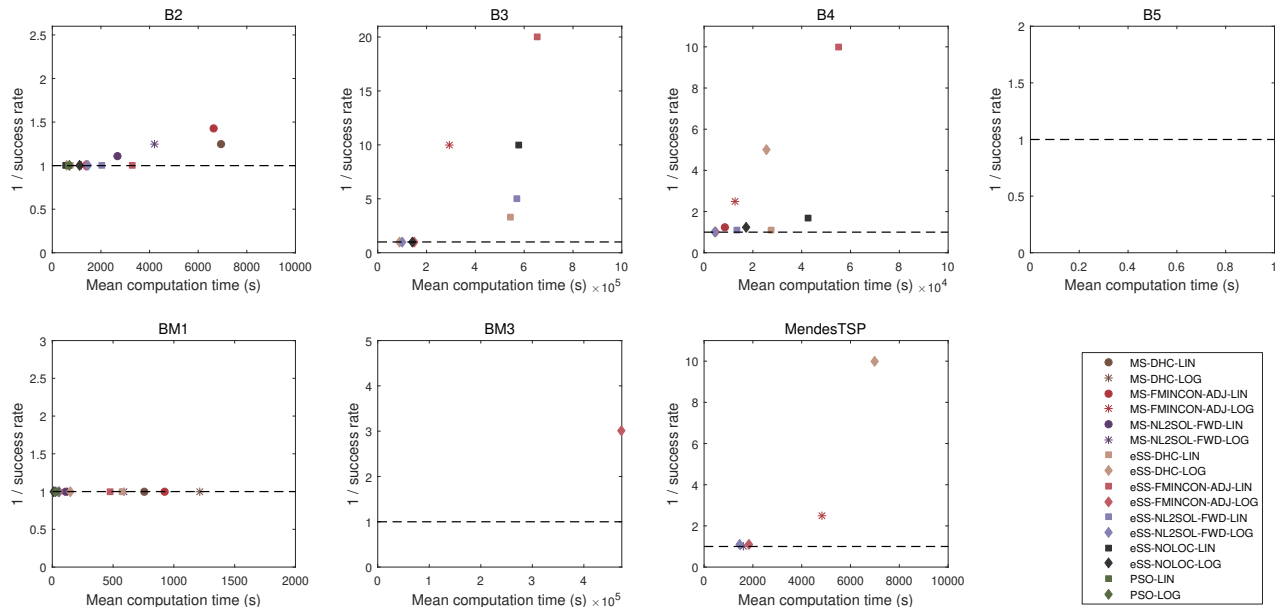 B2
2.5
2
1.5
1
0.5
0
1 / success rate
0 2000 4000 6000 8000 10000
Mean computation time (s)
B3
20
15
10
5
0
1 / success rate
0 2 4 6 8 10
Mean computation time (s) ×10^5
B4
10
8
6
4
2
0
1 / success rate
0 2 4 6 8 10
Mean computation time (s) ×10^4
B5
2
1.5
1
0.5
0
1 / success rate
0 0.2 0.4 0.6 0.8 1
Mean computation time (s)
BM1
3
2.5
2
1.5
1
0.5
0
1 / success rate
0 500 1000 1500 2000
Mean computation time (s)
BM3
5
4
3
2
1
0
1 / success rate
0 1 2 3 4 5
Mean computation time (s) ×10^5
MendesTSP
10
8
6
4
2
0
1 / success rate
0 2000 4000 6000 8000 10000
Mean computation time (s)
MS-DHC-LIN
MS-DHC-LOG
MS-FMINCON-ADJ-LIN
MS-FMINCON-ADJ-LOG
MS-NL2SOL-FWD-LIN
MS-NL2SOL-FWD-LOG
eSS-DHC-LIN
eSS-DHC-LOG
eSS-FMINCON-ADJ-LIN
eSS-FMINCON-ADJ-LOG
eSS-NL2SOL-FWD-LIN
eSS-NL2SOL-FWD-LOG
eSS-NOLOC-LIN
eSS-NOLOC-LOG
PSO-LIN
PSO-LOG